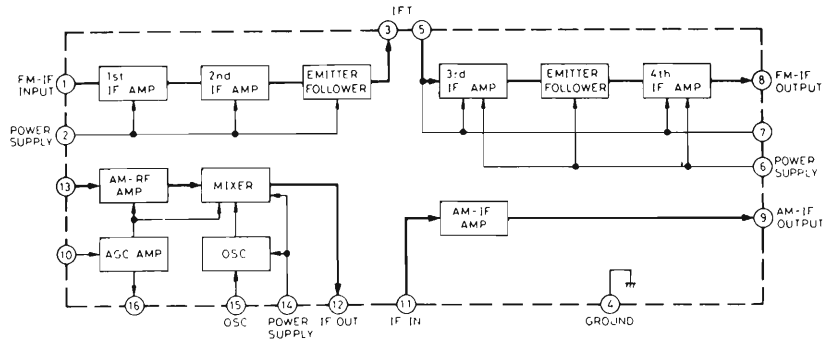 IFT
3
5
FM-IF
INPUT
1
1st
IF AMP
2nd
IF AMP
EMITTER
FOLLOWER
3rd
IF AMP
EMITTER
FOLLOWER
4th
IF AMP
8
FM-IF
OUTPUT
POWER
SUPPLY
2
7
6
POWER
SUPPLY
13
AM-RF
AMP
MIXER
AM-IF
AMP
9
AM-IF
OUTPUT
10
AGC AMP
OSC
16
15
14
12
11
4
OSC
POWER
SUPPLY
IF OUT
IF IN
GROUND